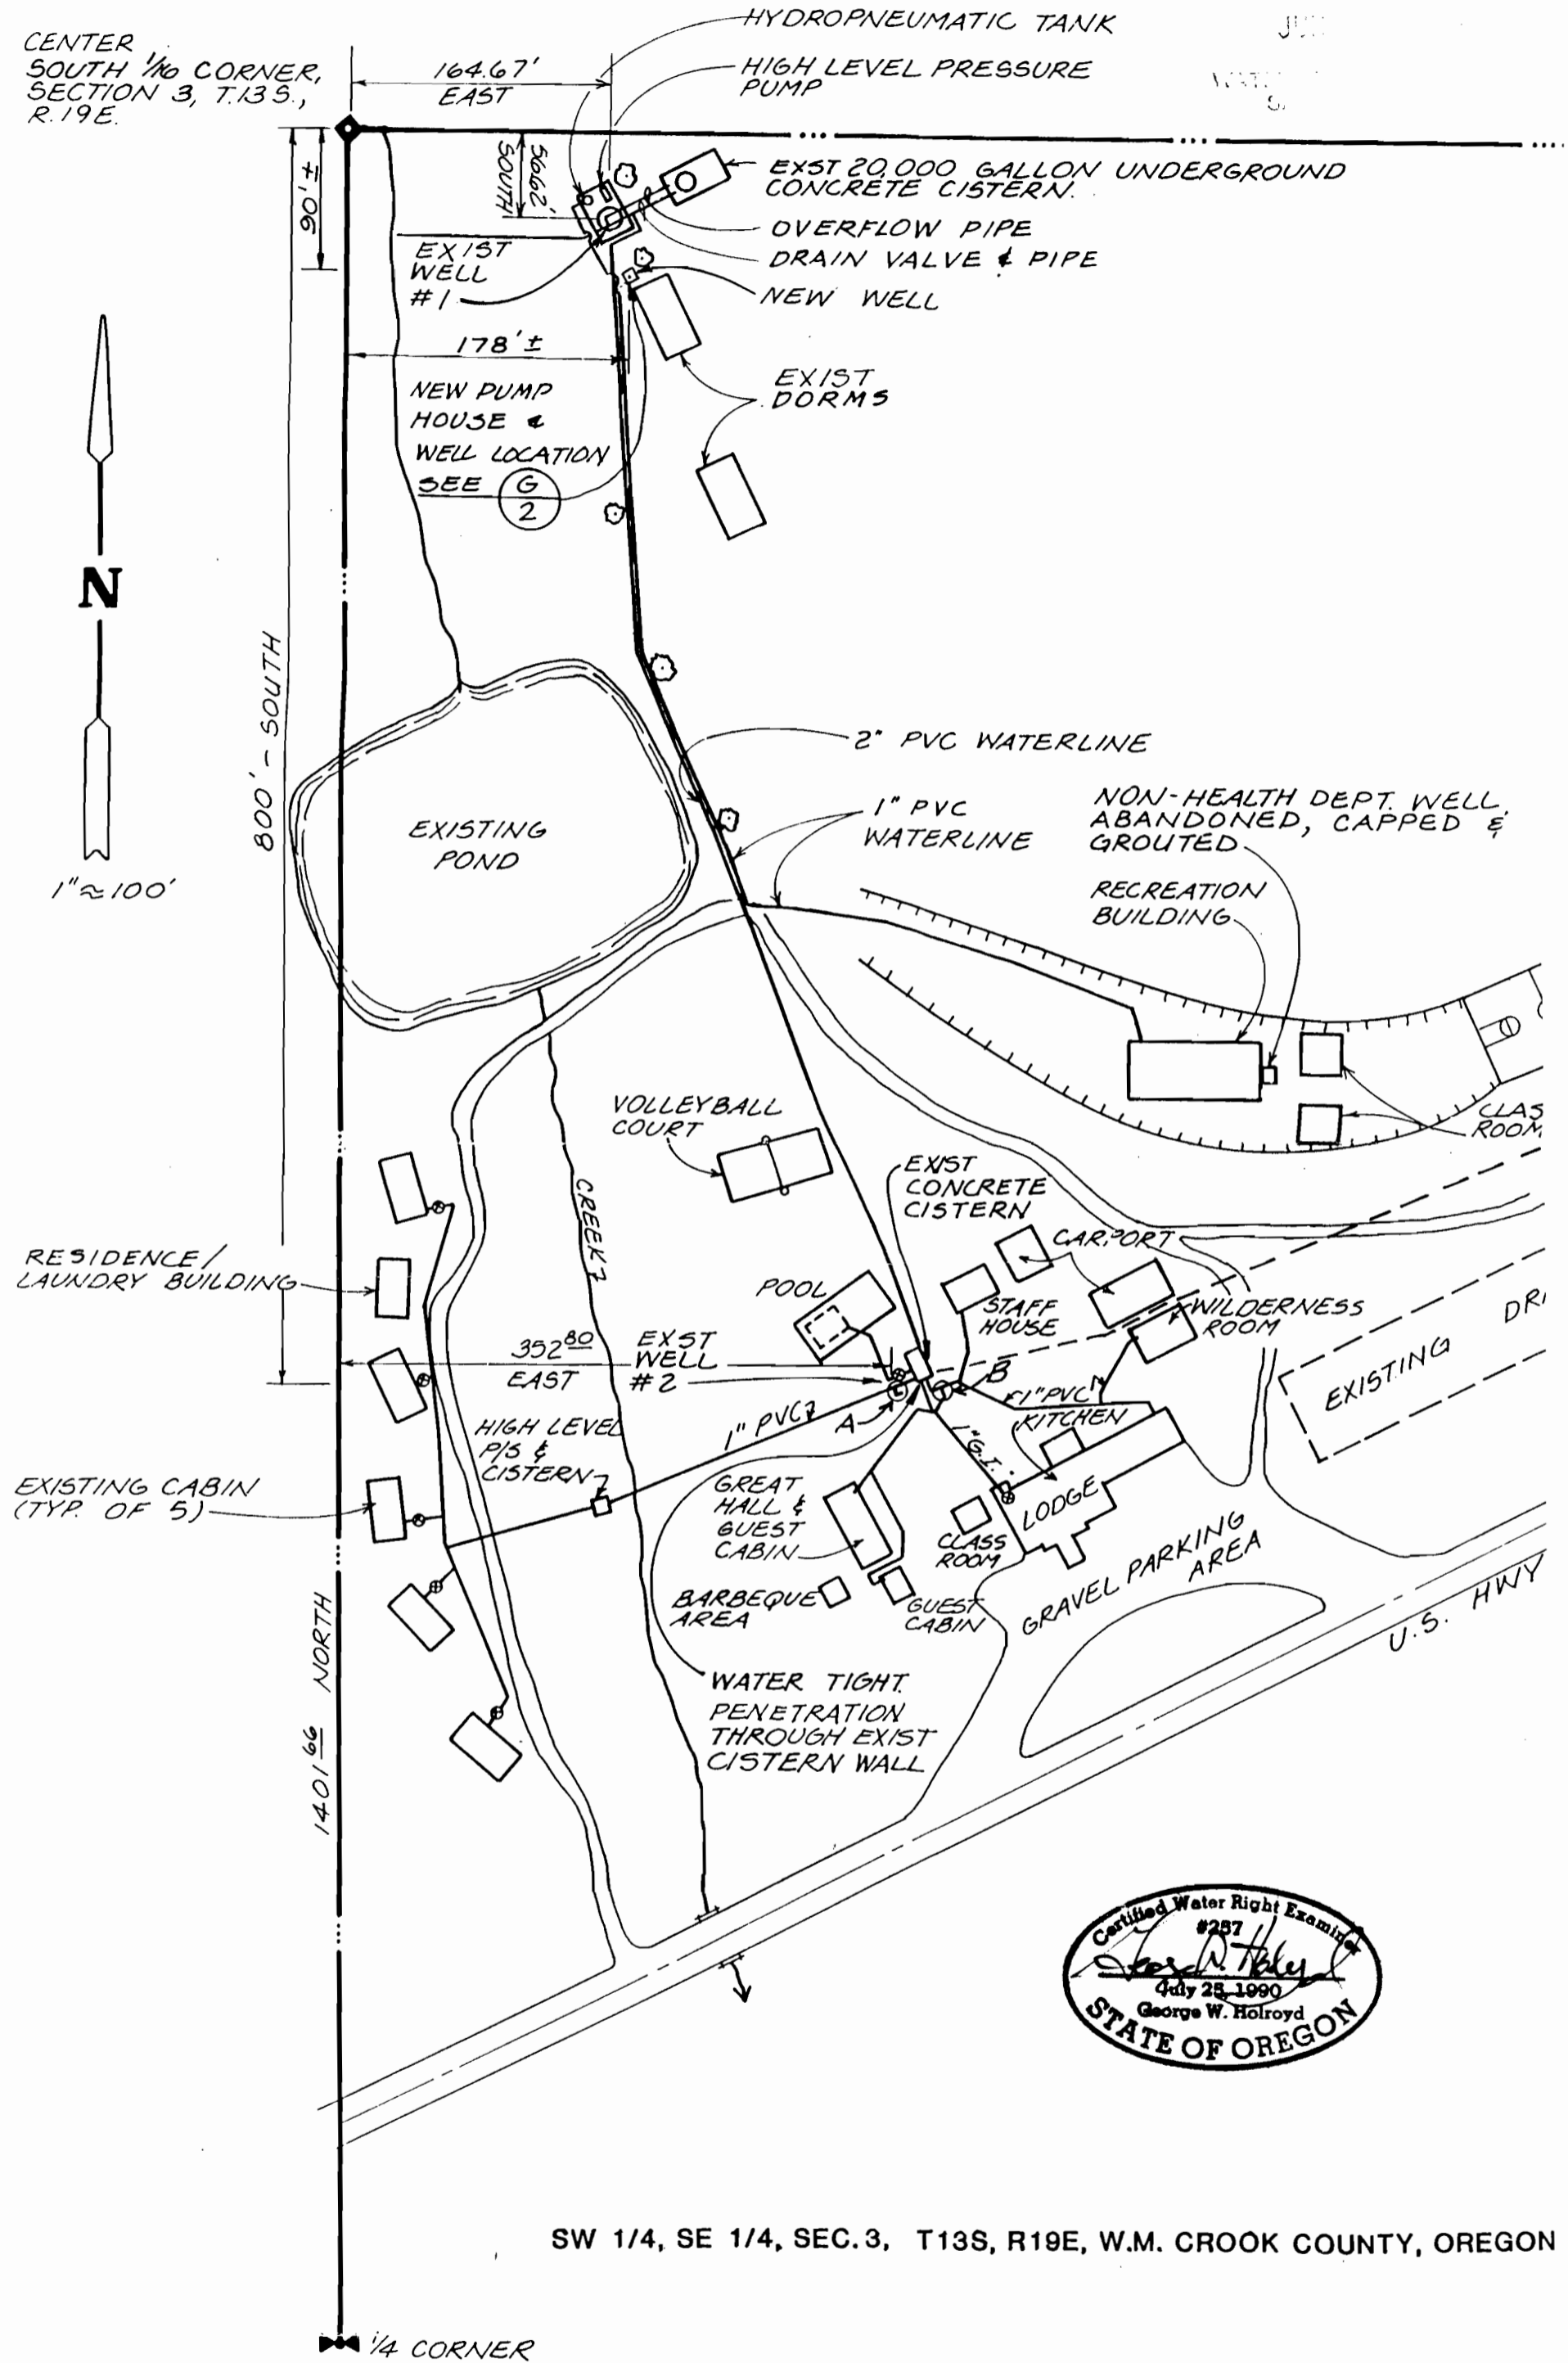 HYDROPNEUMATIC TANK
CENTER
SOUTH 1/16 CORNER,
SECTION 3, T.13 S.,
R.19E.
164.67'
EAST
HIGH LEVEL PRESSURE
PUMP
90'±
56.62'
SOUTH
EXST 20,000 GALLON UNDERGROUND
CONCRETE CISTERN.
OVERFLOW PIPE
DRAIN VALVE & PIPE
NEW WELL
EXIST
WELL
#1
178'±
EXIST
DORMS
NEW PUMP
HOUSE &
WELL LOCATION
SEE G
2
N
1"≈100'
800'-SOUTH
2" PVC WATERLINE
1" PVC
WATERLINE
NON-HEALTH DEPT. WELL
ABANDONED, CAPPED &
GROUTED
RECREATION
BUILDING
EXISTING
POND
VOLLEYBALL
COURT
CREEK
CLAS
ROOM
EXIST
CONCRETE
CISTERN
CARPORT
RESIDENCE/
LAUNDRY BUILDING
POOL
STAFF
HOUSE
WILDERNESS
ROOM
352 80
EAST
EXST
WELL
#2
EXISTING
DRI
A
B
1" PVC
1" PVC
1" G.I.
KITCHEN
HIGH LEVEL
P/S &
CISTERN
EXISTING CABIN
(TYP. OF 5)
GREAT
HALL &
GUEST
CABIN
CLASS
ROOM
LODGE
BARBEQUE
AREA
GUEST
CABIN
GRAVEL PARKING
AREA
U.S. HWY
WATER TIGHT
PENETRATION
THROUGH EXIST
CISTERN WALL
1401 66 NORTH
Certified Water Right Examiner
#257
July 25, 1990
George W. Holroyd
STATE OF OREGON
SW 1/4, SE 1/4, SEC. 3, T13S, R19E, W.M. CROOK COUNTY, OREGON
1/4 CORNER